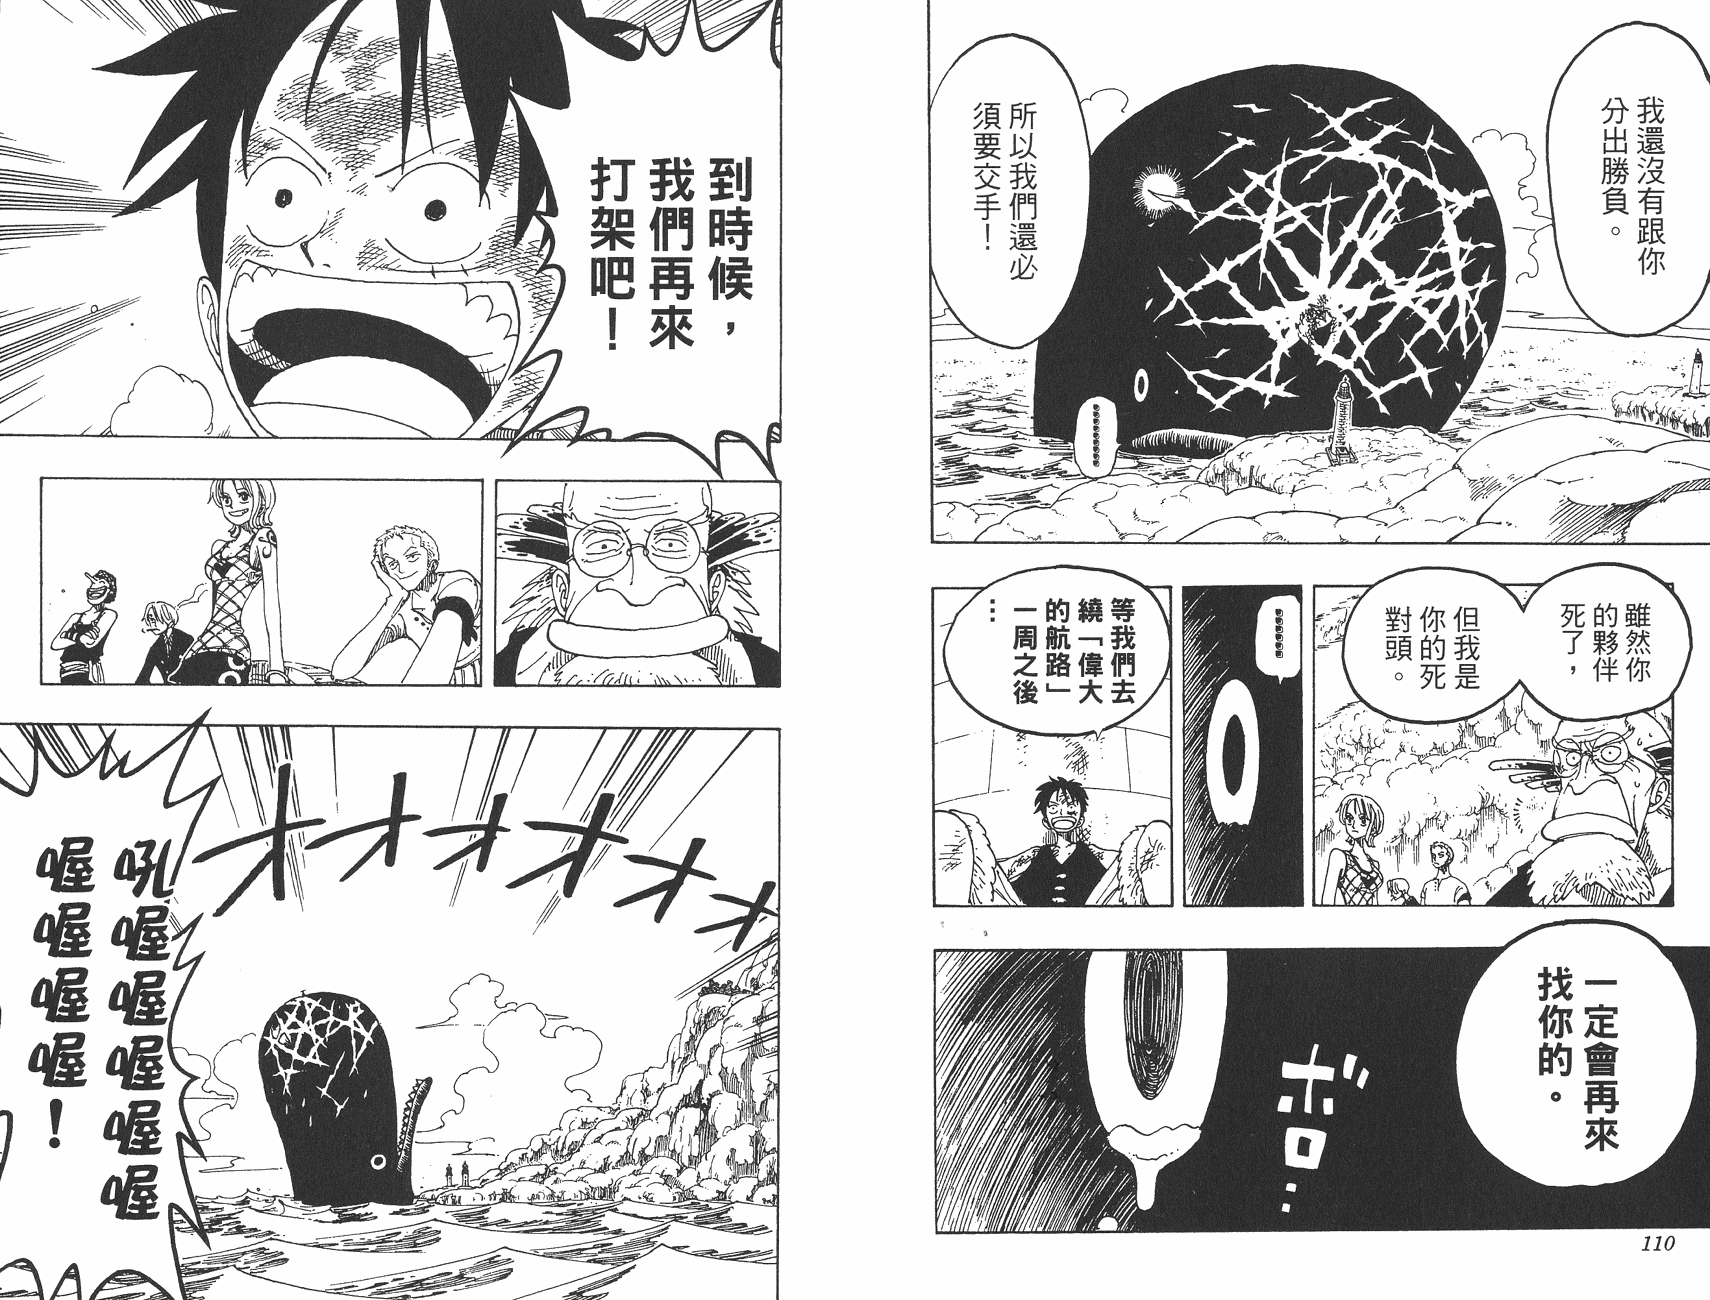 我還沒有跟你
分出勝負。
所以我們還必
須要交手！
雖然你
的夥伴
死了，
但我是
你的死
對頭。
等我們去
繞「偉大
的航路」
一周之後
…
一定會再來
找你的。
ボロ‥
110
到時候，
我們再來
打架吧！
オオオオオオオ
吼喔喔喔喔喔
喔喔喔喔！